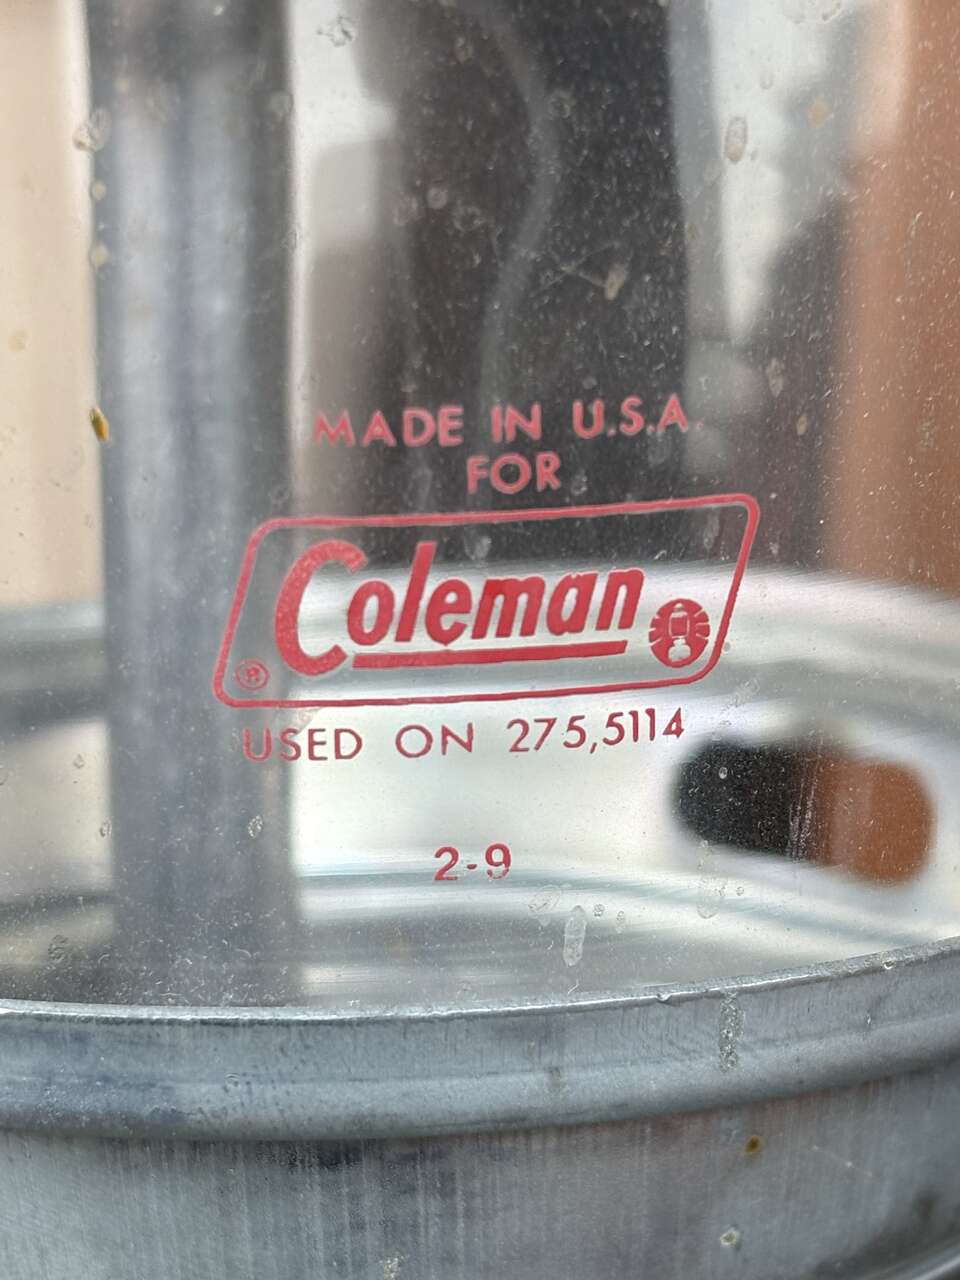 MADE IN U.S.A.
FOR
Coleman
®
USED ON 275,5114
2-9